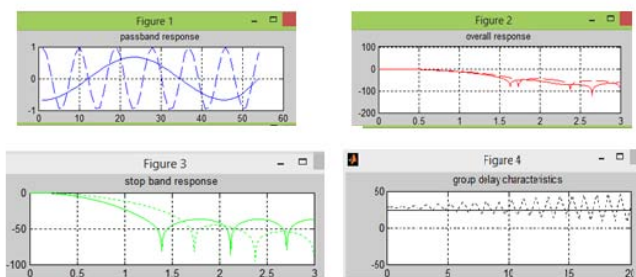 Figure 1
passband response
1
0
-1
0 10 20 30 40 50 60
Figure 2
overall response
100
0
-100
-200
0 0.5 1 1.5 2 2.5 3
Figure 3
stop band response
0
-50
-100
0 0.5 1 1.5 2 2.5 3
Figure 4
group delay characteristics
50
0
-50
0 5 10 15 20